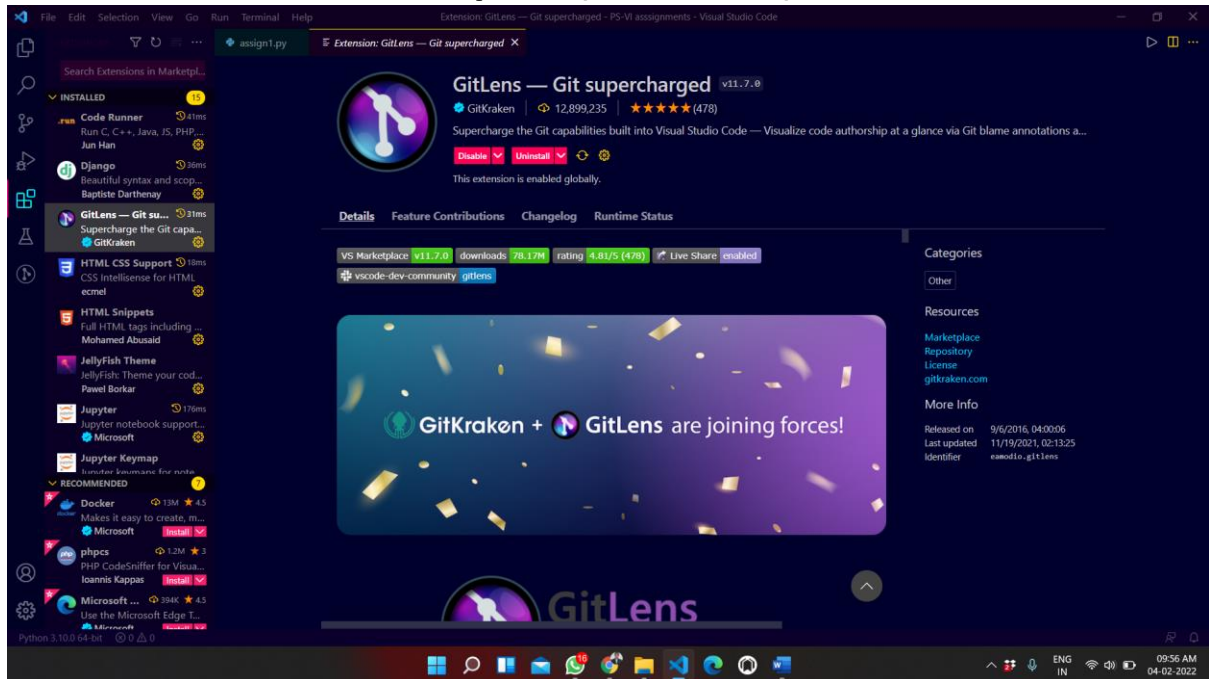 File Edit Selection View Go Run Terminal Help
Extension: GitLens — Git supercharged - PS-VI asssignments - Visual Studio Code
assign1.py
Extension: GitLens — Git supercharged
Search Extensions in Marketpl...
INSTALLED 15
Code Runner 41ms
Run C, C++, Java, JS, PHP,...
Jun Han
Django 36ms
Beautiful syntax and scop...
Baptiste Darthenay
GitLens — Git su... 31ms
Supercharge the Git capa...
GitKraken
HTML CSS Support 18ms
CSS Intellisense for HTML
ecmel
HTML Snippets
Full HTML tags including ...
Mohamed Abusaid
JellyFish Theme
JellyFish: Theme your cod...
Pawel Borkar
Jupyter 176ms
Jupyter notebook support...
Microsoft
Jupyter Keymap
Jupyter keymaps for note...
RECOMMENDED 7
Docker 13M 4.5
Makes it easy to create, m...
Microsoft Install
phpcs 1.2M 3
PHP CodeSniffer for Visua...
Ioannis Kappas Install
Microsoft ... 394K 4.5
Use the Microsoft Edge T...
Microsoft Install
GitLens — Git supercharged v11.7.0
GitKraken 12,899,235 (478)
Supercharge the Git capabilities built into Visual Studio Code — Visualize code authorship at a glance via Git blame annotations a...
Disable Uninstall
This extension is enabled globally.
Details Feature Contributions Changelog Runtime Status
VS Marketplace v11.7.0 downloads 78.17M rating 4.81/5 (478) Live Share enabled
vscode-dev-community gitlens
GitKraken + GitLens are joining forces!
GitLens
Categories
Other
Resources
Marketplace
Repository
License
gitkraken.com
More Info
Released on 9/6/2016, 04:00:06
Last updated 11/19/2021, 02:13:25
Identifier eamodio.gitlens
Python 3.10.0 64-bit 0 0
16
ENG
IN
09:56 AM
04-02-2022